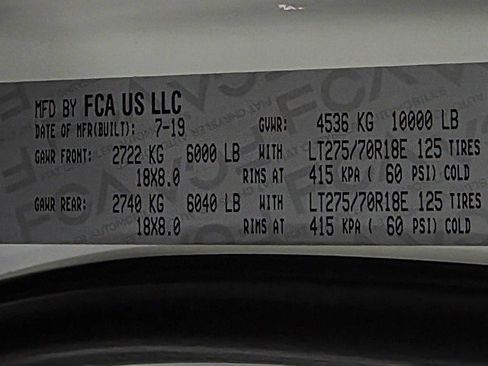 MFD BY FCA US LLC
DATE OF MFR(BUILT): 7-19 GVWR: 4536 KG 10000 LB
GAWR FRONT: 2722 KG 6000 LB WITH LT275/70R18E 125 TIRES
18X8.0 RIMS AT 415 KPA ( 60 PSI) COLD
GAWR REAR: 2740 KG 6040 LB WITH LT275/70R18E 125 TIRES
18X8.0 RIMS AT 415 KPA ( 60 PSI) COLD